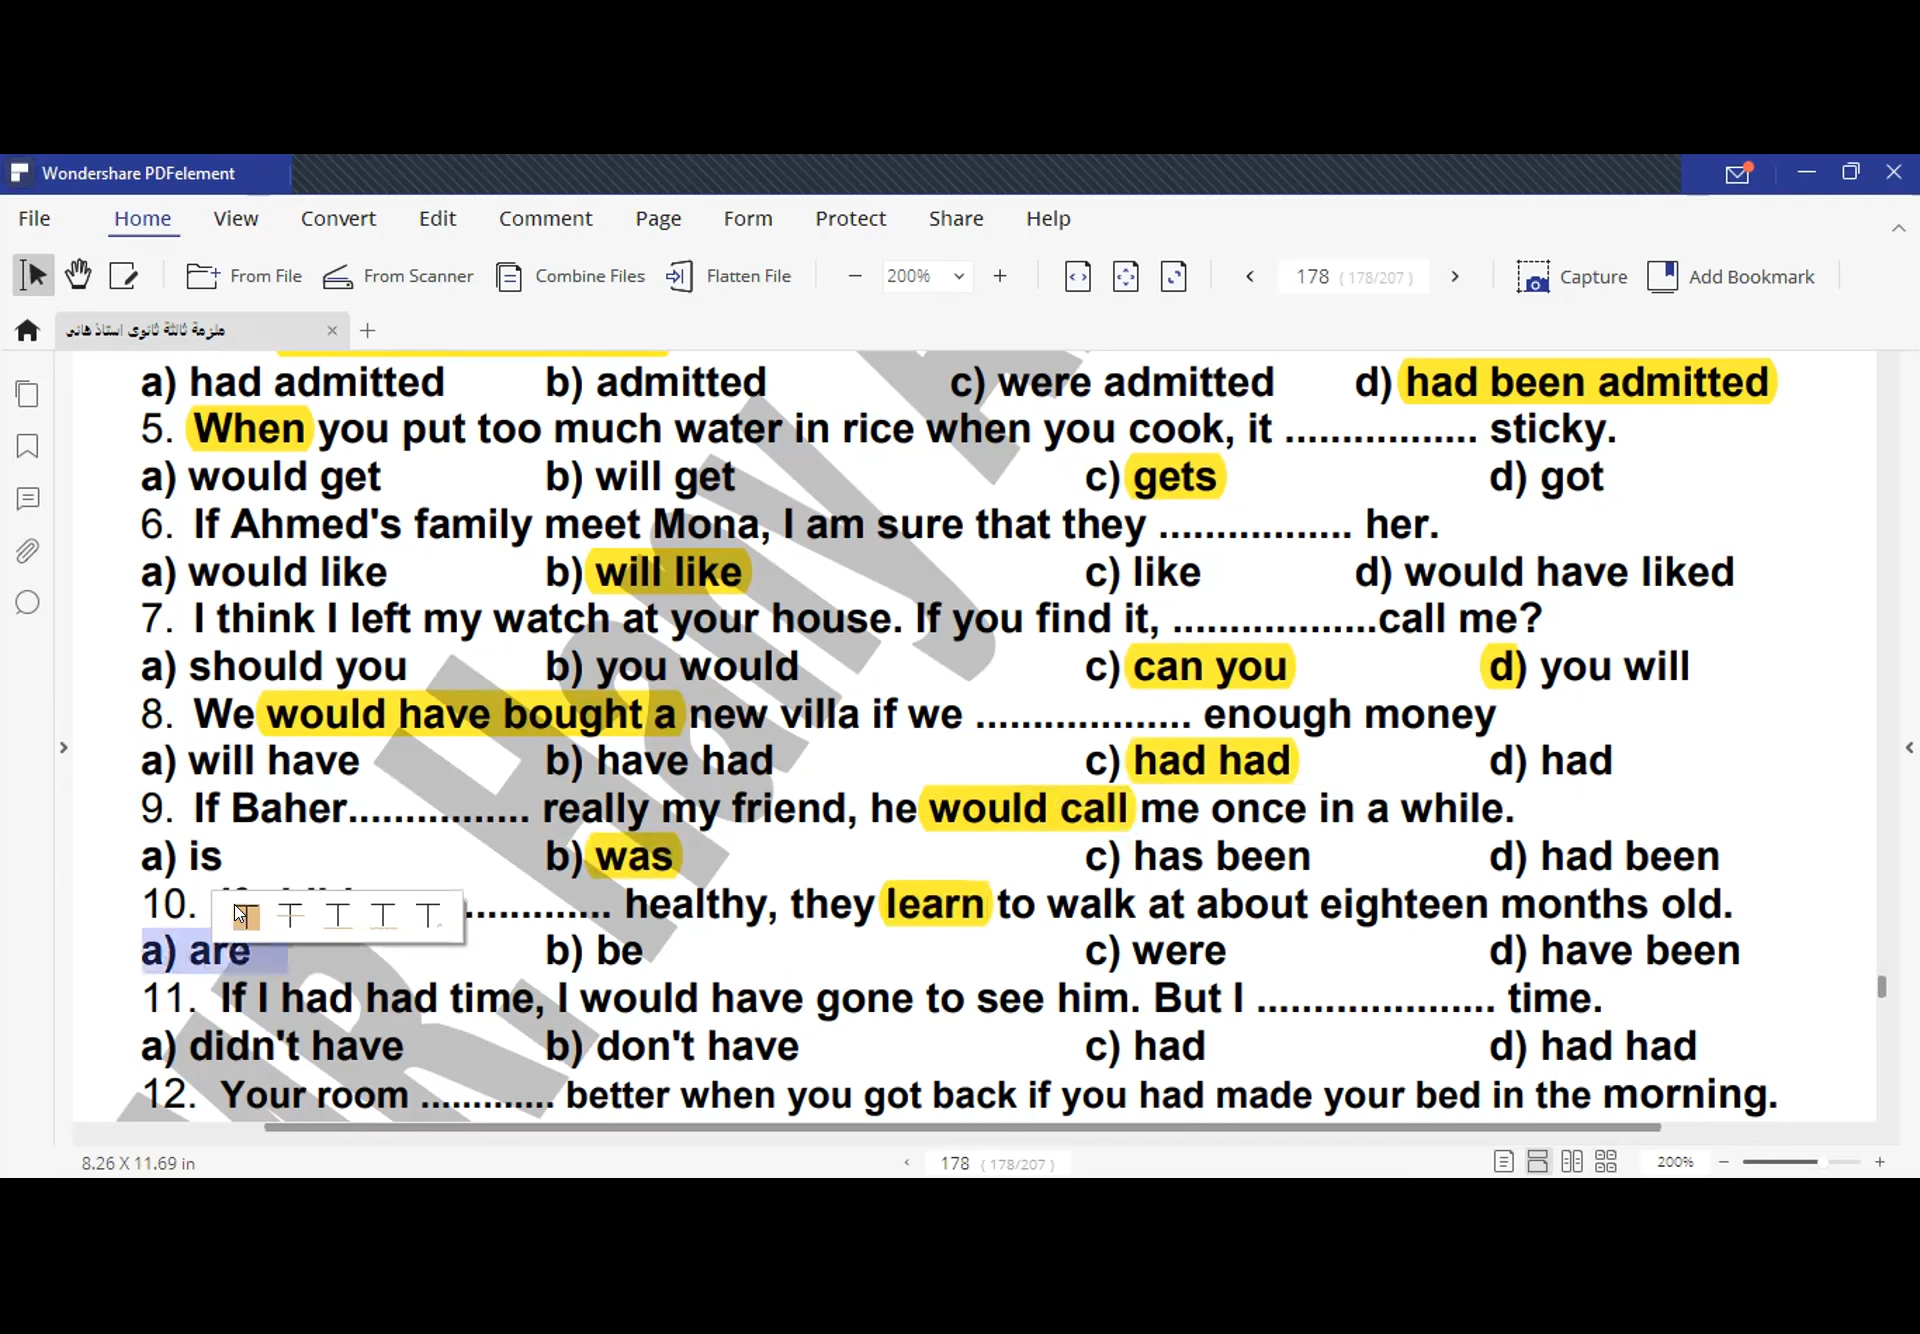 Wondershare PDFelement
File Home View Convert Edit Comment Page Form Protect Share Help
From File From Scanner Combine Files Flatten File 200% 178 (178/207) Capture Add Bookmark
ملزمة ثالثة ثانوى استاذ هانى
a) had admitted b) admitted c) were admitted d) had been admitted
5. When you put too much water in rice when you cook, it ................. sticky.
a) would get b) will get c) gets d) got
6. If Ahmed's family meet Mona, I am sure that they ................. her.
a) would like b) will like c) like d) would have liked
7. I think I left my watch at your house. If you find it, ..................call me?
a) should you b) you would c) can you d) you will
8. We would have bought a new villa if we ................... enough money
a) will have b) have had c) had had d) had
9. If Baher................ really my friend, he would call me once in a while.
a) is b) was c) has been d) had been
10. ............. healthy, they learn to walk at about eighteen months old.
a) are b) be c) were d) have been
11. If I had had time, I would have gone to see him. But I ..................... time.
a) didn't have b) don't have c) had d) had had
12. Your room ............ better when you got back if you had made your bed in the morning.
MR. Hany A
8.26 X 11.69 in 178 (178/207) 200%